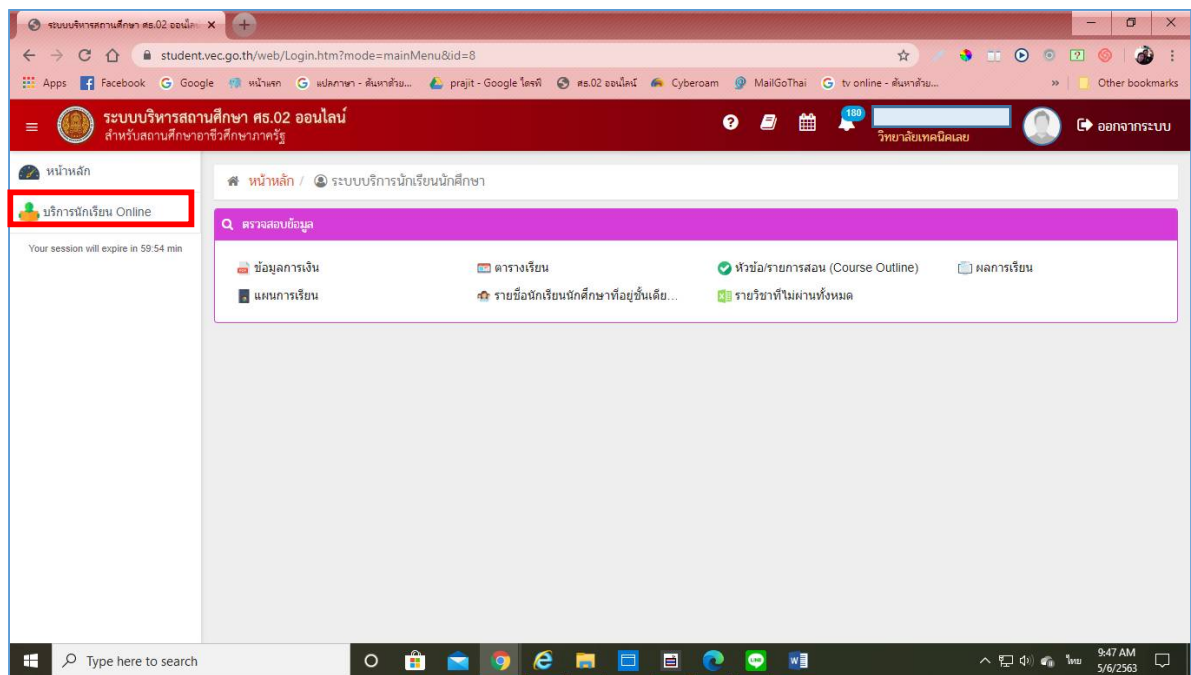 ระบบบริหารสถานศึกษา ศธ.02 ออนไล
student.vec.go.th/web/Login.htm?mode=mainMenu&id=8
Apps Facebook Google หน้าแรก แปลภาษา - ค้นหาด้วย... prajit - Google ไดรฟ์ ศธ.02 ออนไลน์ Cyberoam MailGoThai tv online - ค้นหาด้วย... » Other bookmarks
ระบบบริหารสถานศึกษา ศธ.02 ออนไลน์
สำหรับสถานศึกษาอาชีวศึกษาภาครัฐ
180
วิทยาลัยเทคนิคเลย
ออกจากระบบ
หน้าหลัก
บริการนักเรียน Online
Your session will expire in 59:54 min
หน้าหลัก / ระบบบริการนักเรียนนักศึกษา
ตรวจสอบข้อมูล
ข้อมูลการเงิน ตารางเรียน หัวข้อ/รายการสอน (Course Outline) ผลการเรียน
แผนการเรียน รายชื่อนักเรียนนักศึกษาที่อยู่ชั้นเดีย... รายวิชาที่ไม่ผ่านทั้งหมด
Type here to search
ไทย
9:47 AM
5/6/2563